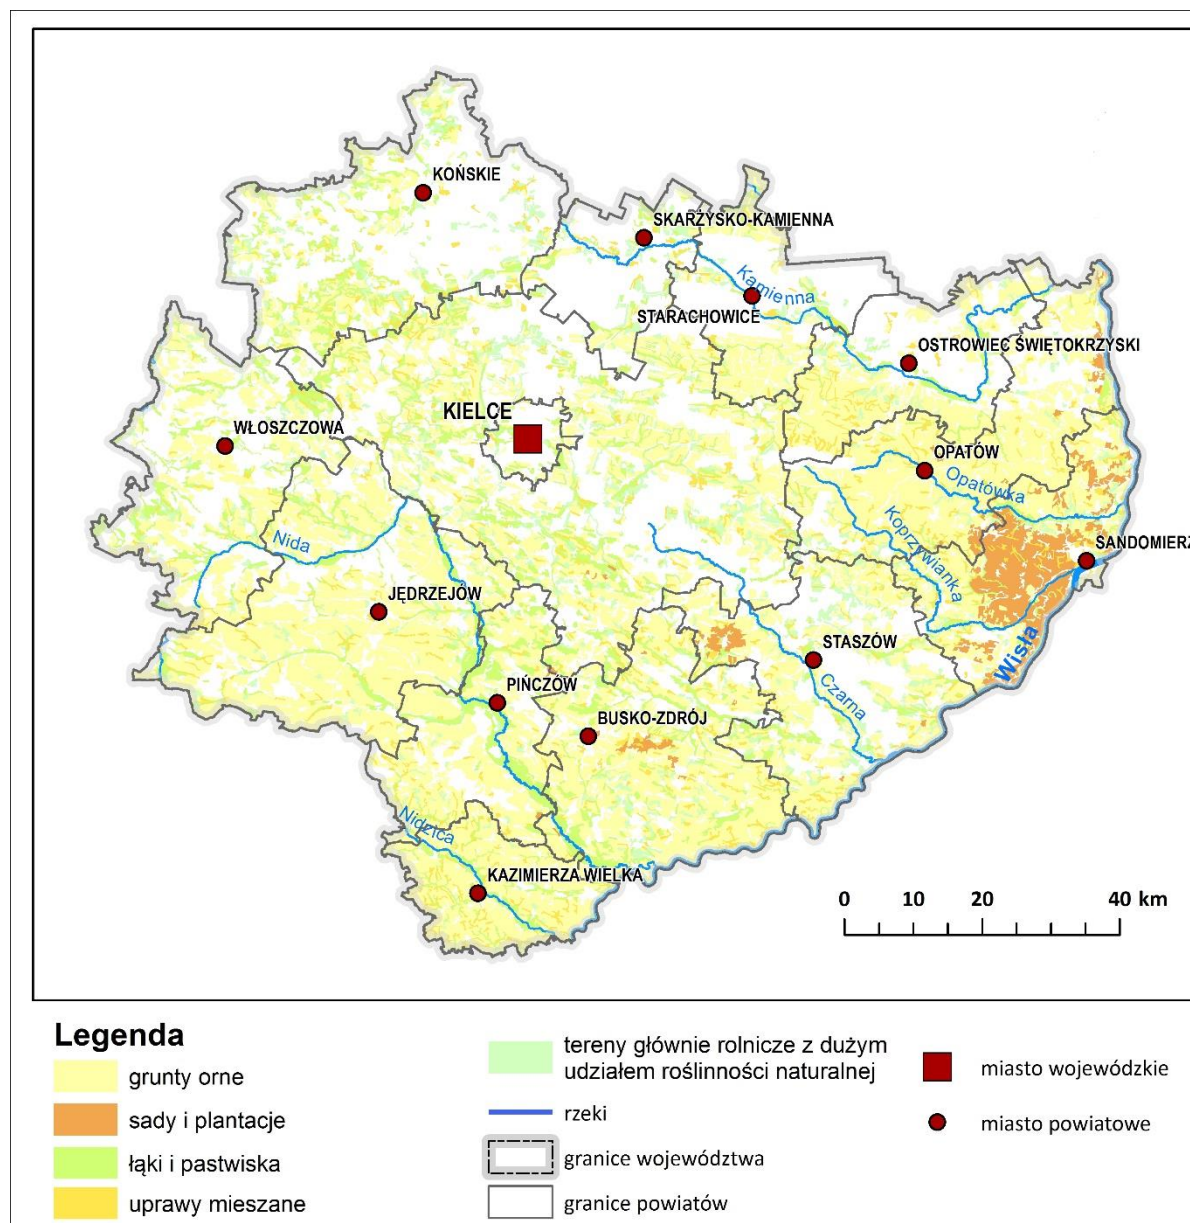 KOŃSKIE
SKARŻYSKO-KAMIENNA
Kamienna
STARACHOWICE
OSTROWIEC ŚWIĘTOKRZYSKI
KIELCE
WŁOSZCZOWA
OPATÓW
Opatówka
Koprzywianka
Nida
SANDOMIERZ
JĘDRZEJÓW
STASZÓW
Wisła
PIŃCZÓW
Czarna
BUSKO-ZDRÓJ
Nidzica
KAZIMIERZA WIELKA
0 10 20 40 km
Legenda
grunty orne
sady i plantacje
łąki i pastwiska
uprawy mieszane
tereny głównie rolnicze z dużym
udziałem roślinności naturalnej
rzeki
granice województwa
granice powiatów
miasto wojewódzkie
miasto powiatowe